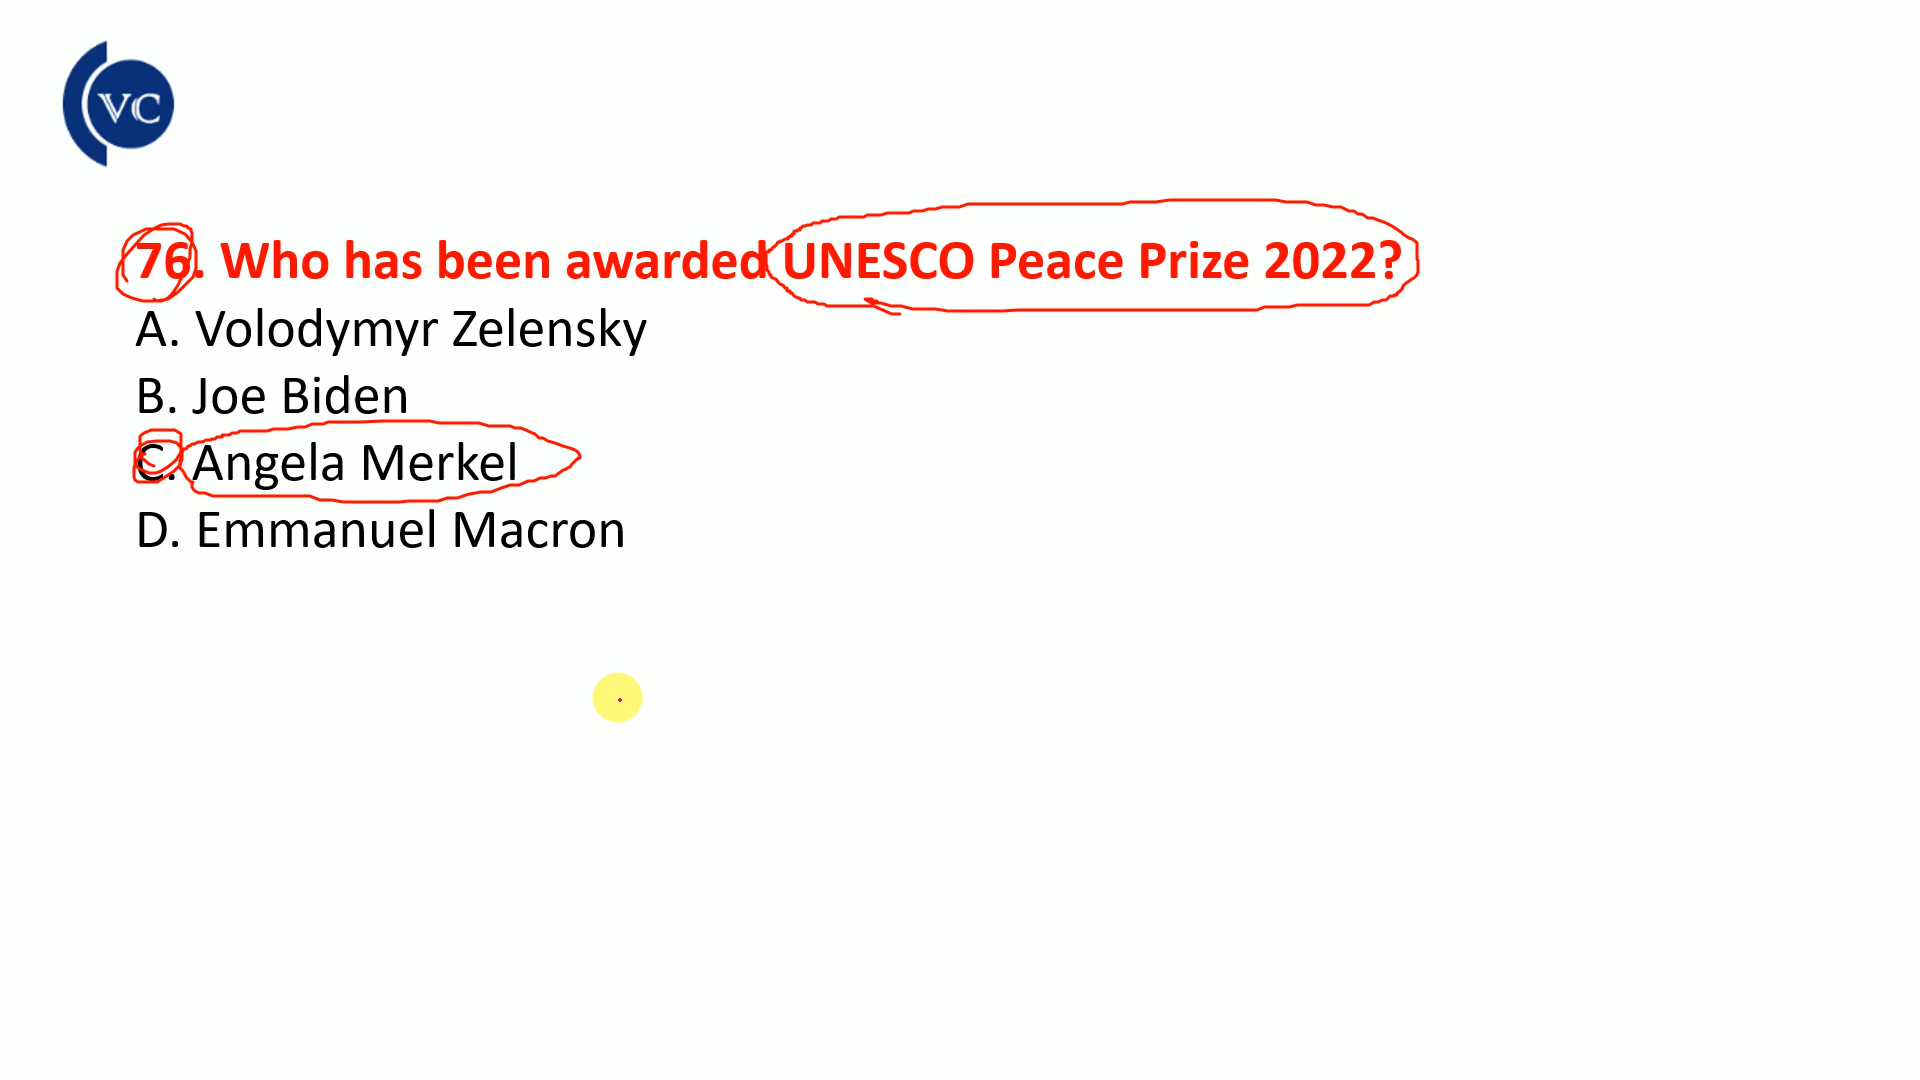 VC
76. Who has been awarded UNESCO Peace Prize 2022?
A. Volodymyr Zelensky
B. Joe Biden
C. Angela Merkel
D. Emmanuel Macron